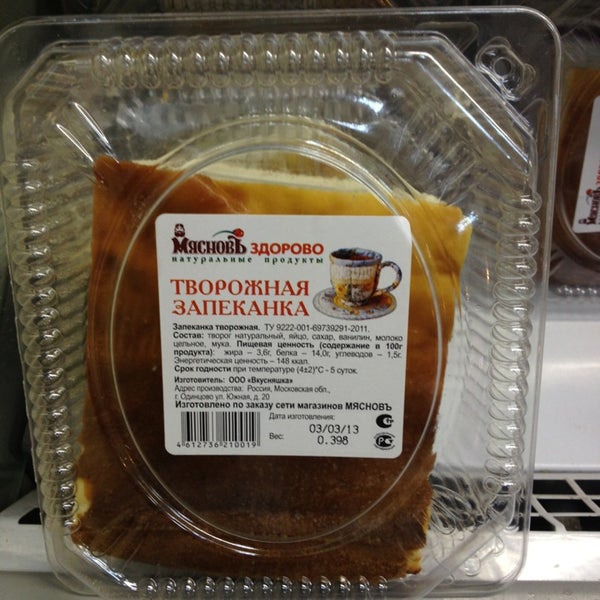 МЯСНОВЪ ЗДОРОВО
натуральные продукты
ТВОРОЖНАЯ
ЗАПЕКАНКА
Запеканка творожная. ТУ 9222-001-69739291-2011.
Состав: творог натуральный, яйцо, сахар, ванилин, молоко
цельное, мука. Пищевая ценность (содержание в 100г
продукта): жира – 3,6г, белка – 14,0г, углеводов – 1,5г.
Энергетическая ценность – 148 ккал.
Срок годности при температуре (4±2)°С - 5 суток.
Изготовитель: ООО «Вкусняшка»
Адрес производства: Россия, Московская обл.,
г. Одинцово ул. Южная, д. 20
Изготовлено по заказу сети магазинов МЯСНОВЪ
Дата изготовления:
03/03/13
Вес: 0.398
4 612736 210019